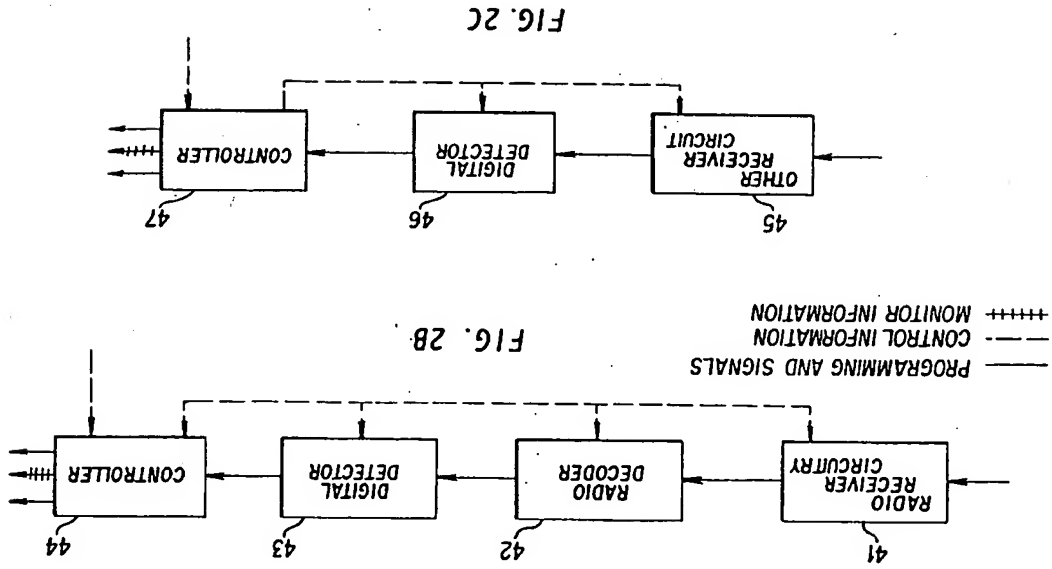 41
42
43
44
RADIO
RECEIVER
CIRCUITRY
RADIO
DECODER
DIGITAL
DETECTOR
CONTROLLER
PROGRAMMING AND SIGNALS
CONTROL INFORMATION
MONITOR INFORMATION
FIG. 2B
45
46
47
OTHER
RECEIVER
CIRCUIT
DIGITAL
DETECTOR
CONTROLLER
FIG. 2C